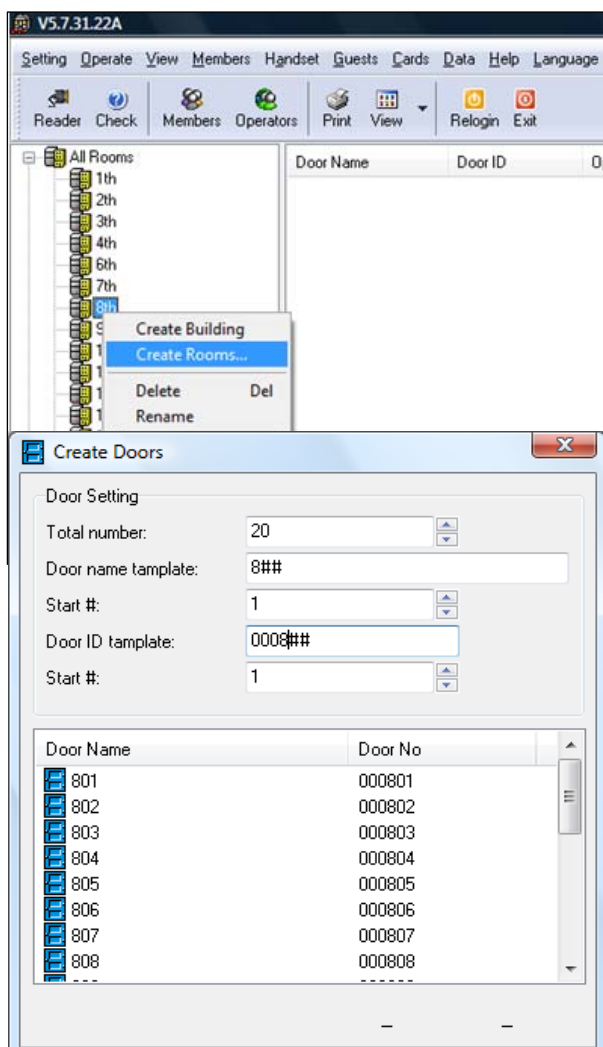 V5.7.31.22A
Setting Operate View Members Handset Guests Cards Data Help Language
Reader Check Members Operators Print View Relogin Exit
All Rooms Door Name Door ID
1th
2th
3th
4th
6th
7th
8th
Create Building
Create Rooms...
Delete Del
Rename
Create Doors
Door Setting
Total number: 20
Door name tamplate: 8##
Start #: 1
Door ID tamplate: 0008##
Start #: 1
Door Name Door No
801 000801
802 000802
803 000803
804 000804
805 000805
806 000806
807 000807
808 000808